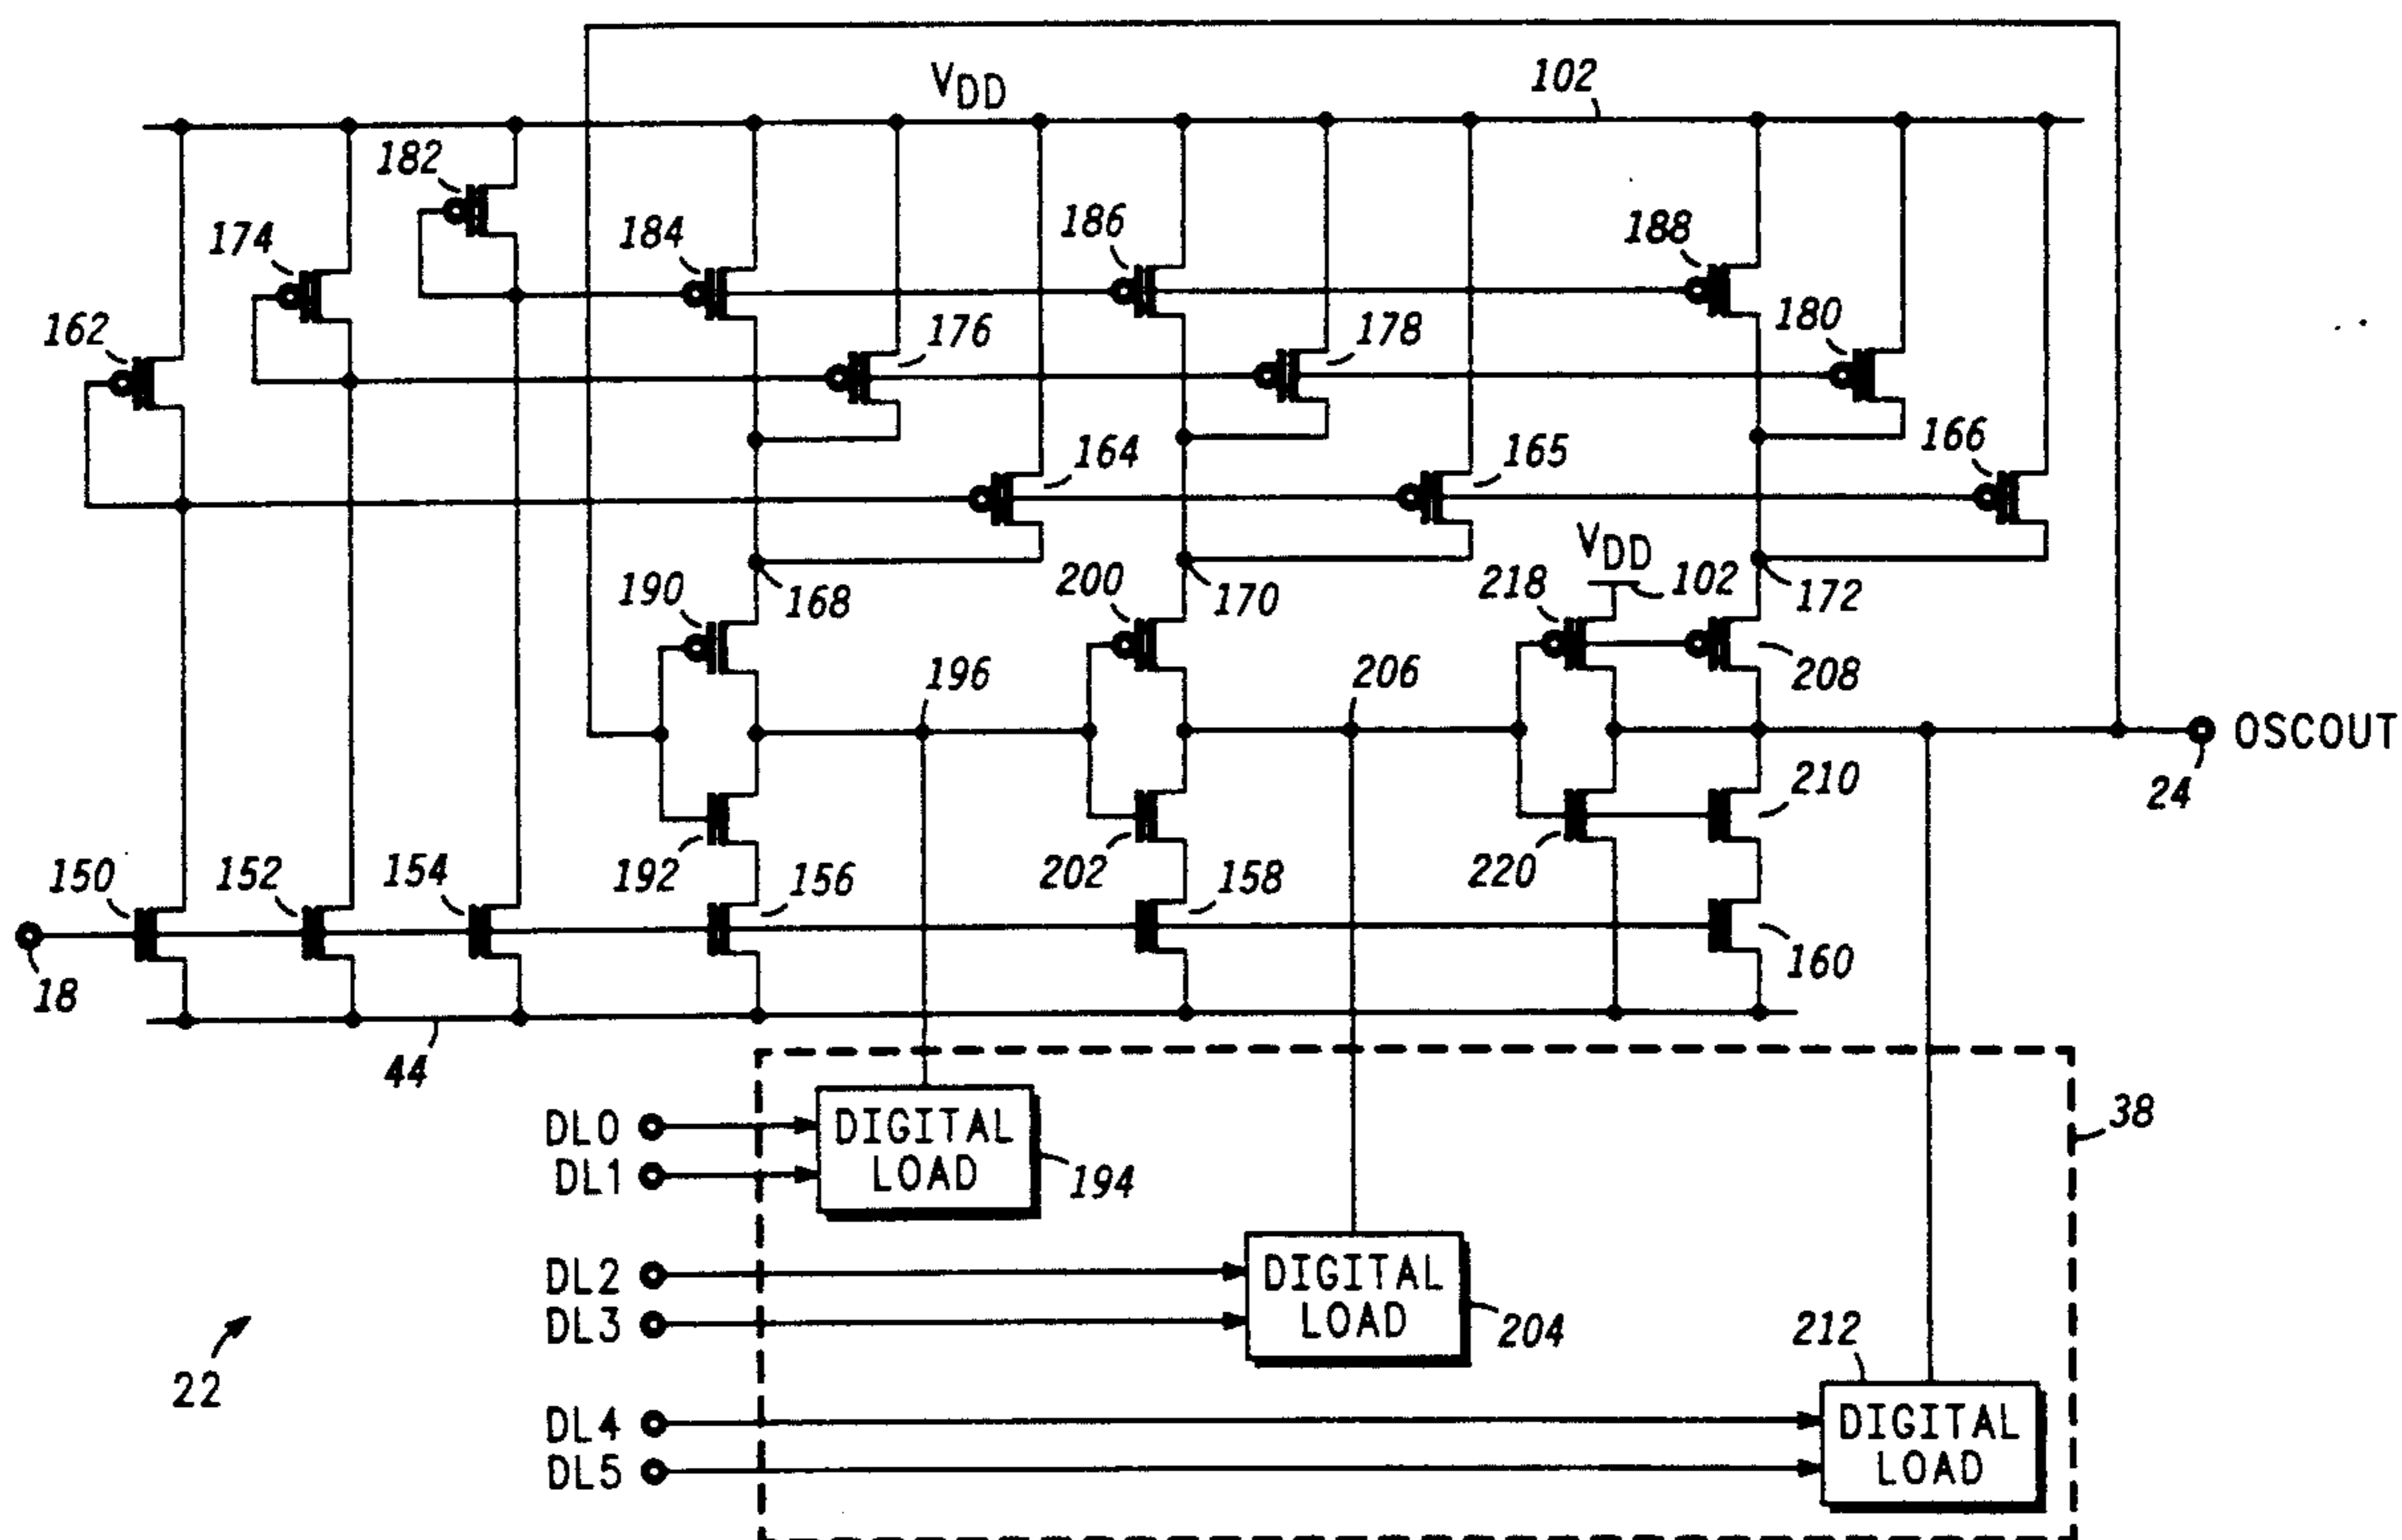 V_DD 102
182
174 184 186 188
162 176 178 180
164 165 166
V_DD
190 168 200 170 218 102 172
196 206 208
OSCOUT
24
150 152 154 192 156 202 158 220 210
18 160
44
DL0 DIGITAL LOAD 38
DL1 194
DL2 DIGITAL LOAD
DL3 204
22 212
DL4 DIGITAL LOAD
DL5